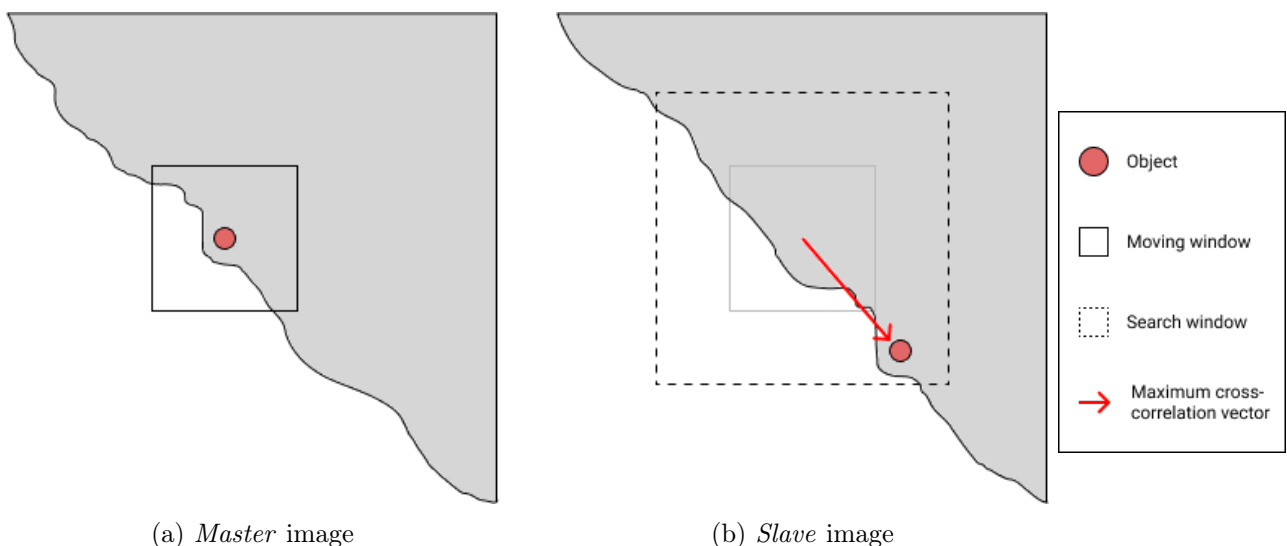 Object
Moving window
Search window
Maximum cross-
correlation vector
(a) Master image
(b) Slave image